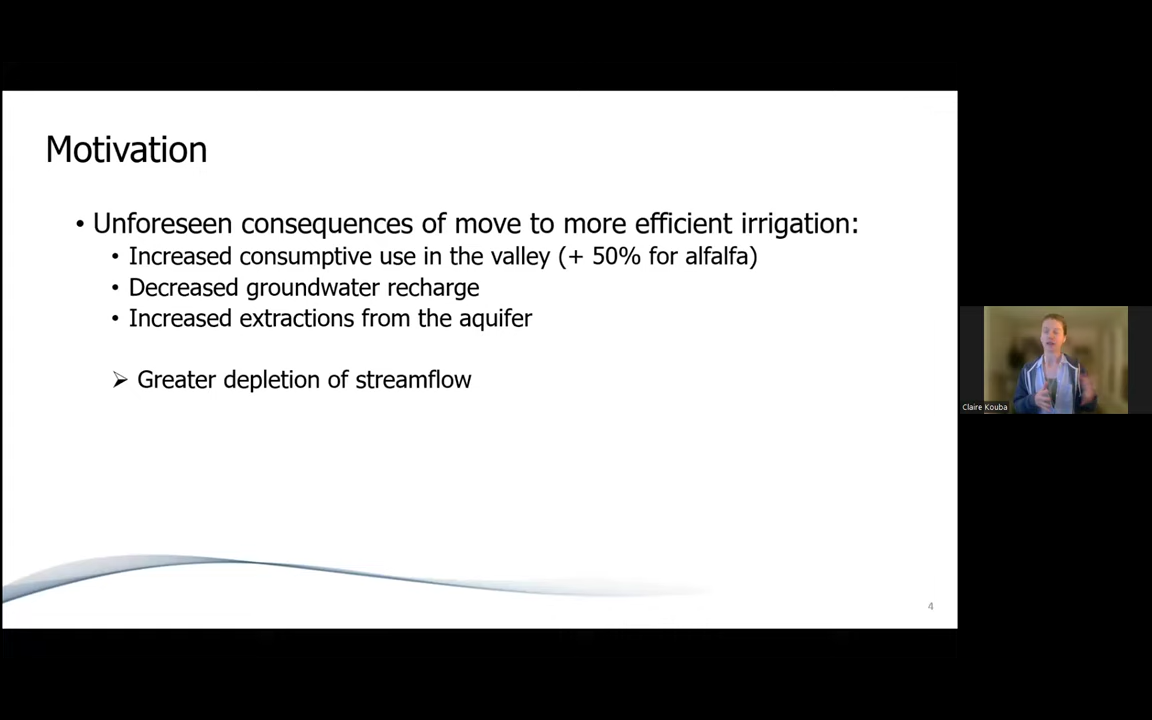 Motivation
• Unforeseen consequences of move to more efficient irrigation:
• Increased consumptive use in the valley (+ 50% for alfalfa)
• Decreased groundwater recharge
• Increased extractions from the aquifer
➢ Greater depletion of streamflow
4
Claire Kouba